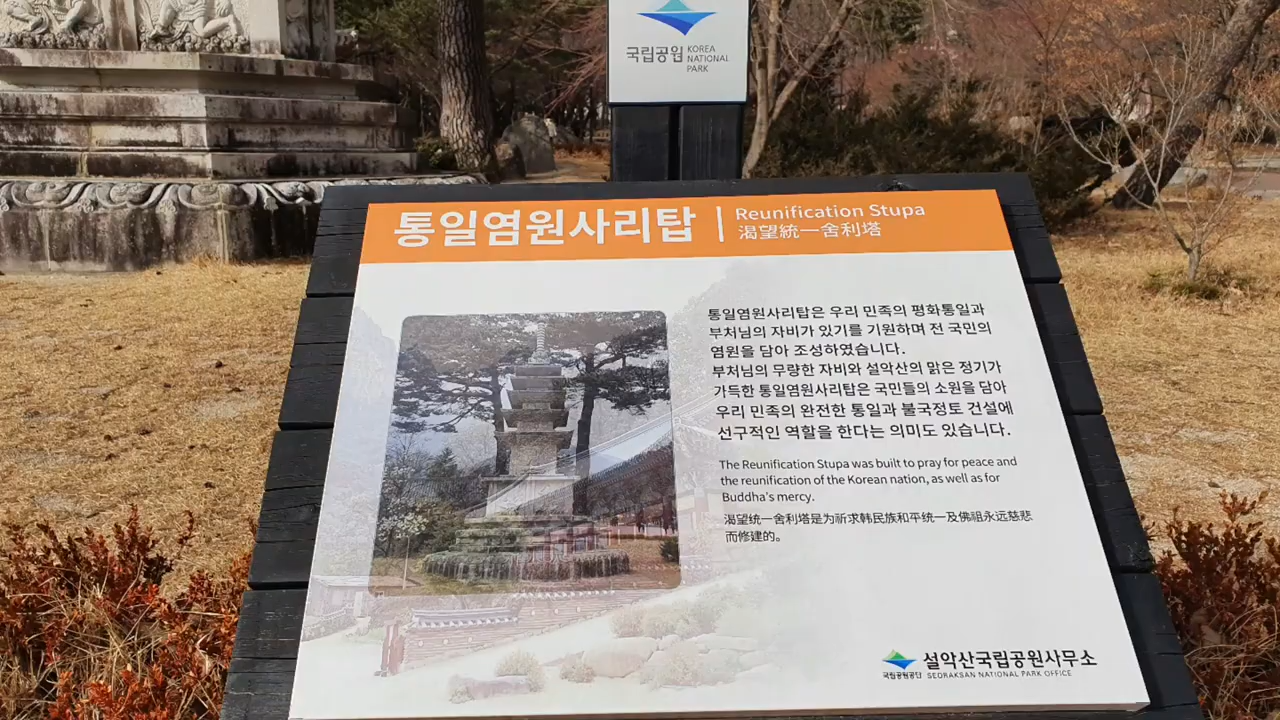 국립공원 KOREA
NATIONAL
PARK
통일염원사리탑
Reunification Stupa
渴望統一舍利塔
통일염원사리탑은 우리 민족의 평화통일과
부처님의 자비가 있기를 기원하며 전 국민의
염원을 담아 조성하였습니다.
부처님의 무량한 자비와 설악산의 맑은 정기가
가득한 통일염원사리탑은 국민들의 소원을 담아
우리 민족의 완전한 통일과 불국정토 건설에
선구적인 역할을 한다는 의미도 있습니다.
The Reunification Stupa was built to pray for peace and
the reunification of the Korean nation, as well as for
Buddha's mercy.
渴望统一舍利塔是为祈求韩民族和平统一及佛祖永远慈悲
而修建的。
국립공원공단
설악산국립공원사무소
SEORAKSAN NATIONAL PARK OFFICE